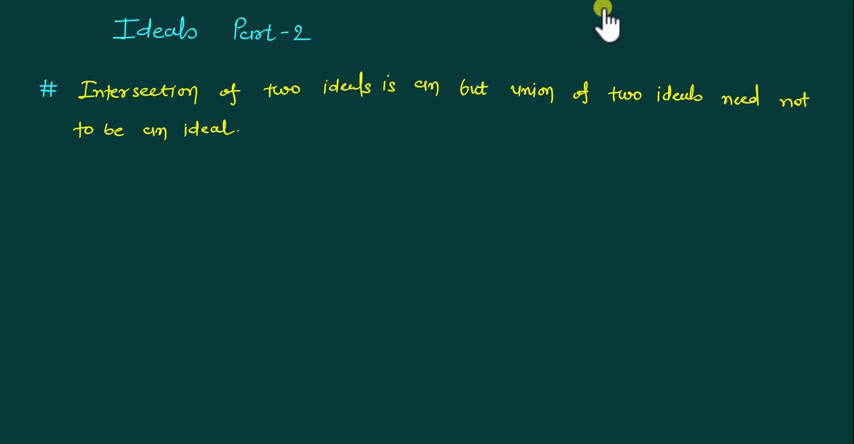 Ideals Part-2
# Intersection of two ideals is an but union of two ideals need not
to be an ideal.